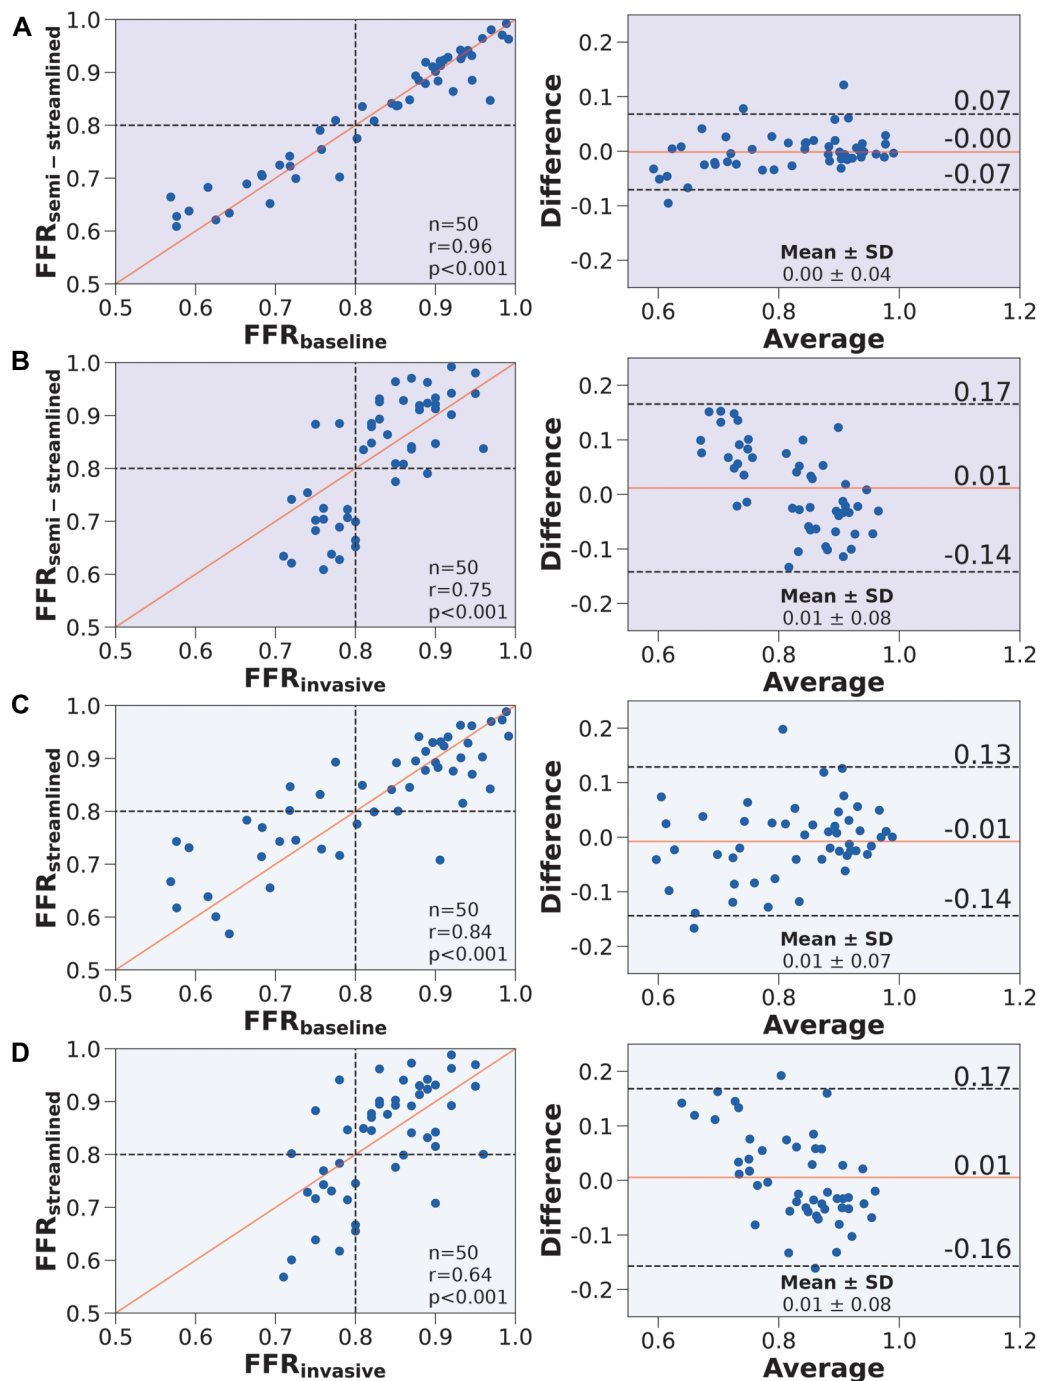 A
FFRsemi−streamlined
1.0
0.9
0.8
0.7
0.6
0.5
n=50
r=0.96
p<0.001
0.5 0.6 0.7 0.8 0.9 1.0
FFRbaseline
Difference
0.2
0.1
0.0
-0.1
-0.2
0.07
-0.00
-0.07
Mean ± SD
0.00 ± 0.04
0.6 0.8 1.0 1.2
Average
B
FFRsemi−streamlined
1.0
0.9
0.8
0.7
0.6
0.5
n=50
r=0.75
p<0.001
0.5 0.6 0.7 0.8 0.9 1.0
FFRinvasive
Difference
0.2
0.1
0.0
-0.1
-0.2
0.17
0.01
-0.14
Mean ± SD
0.01 ± 0.08
0.6 0.8 1.0 1.2
Average
C
FFRstreamlined
1.0
0.9
0.8
0.7
0.6
0.5
n=50
r=0.84
p<0.001
0.5 0.6 0.7 0.8 0.9 1.0
FFRbaseline
Difference
0.2
0.1
0.0
-0.1
-0.2
0.13
-0.01
-0.14
Mean ± SD
0.01 ± 0.07
0.6 0.8 1.0 1.2
Average
D
FFRstreamlined
1.0
0.9
0.8
0.7
0.6
0.5
n=50
r=0.64
p<0.001
0.5 0.6 0.7 0.8 0.9 1.0
FFRinvasive
Difference
0.2
0.1
0.0
-0.1
-0.2
0.17
0.01
-0.16
Mean ± SD
0.01 ± 0.08
0.6 0.8 1.0 1.2
Average